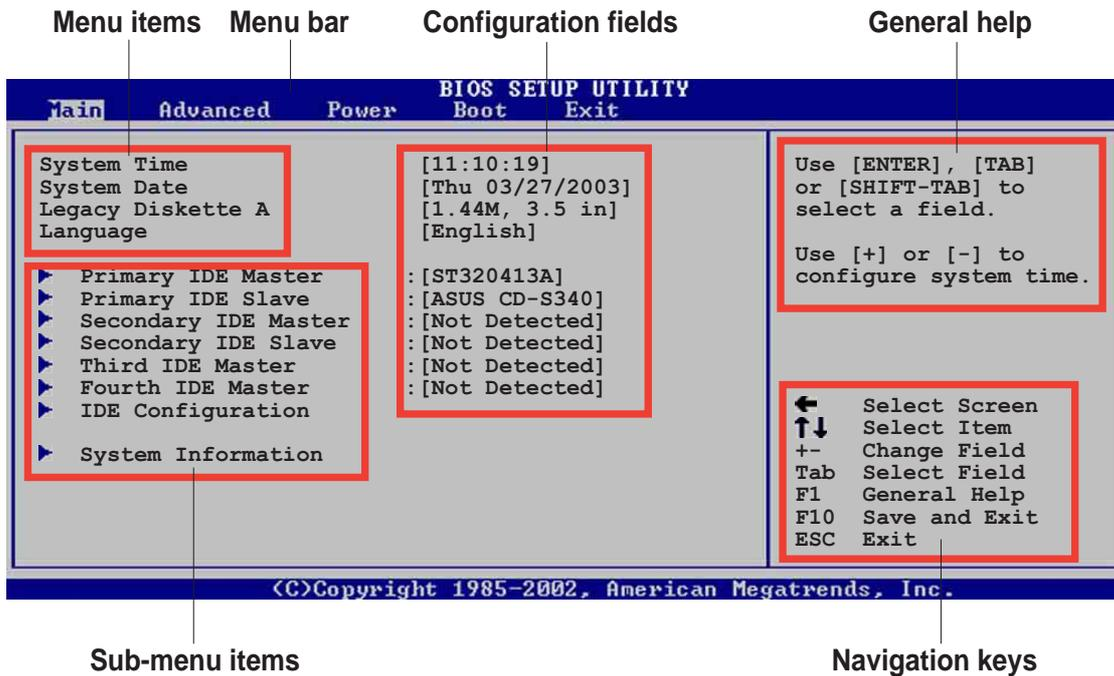 Menu items Menu bar Configuration fields General help
BIOS SETUP UTILITY
Main Advanced Power Boot Exit
System Time [11:10:19]
System Date [Thu 03/27/2003]
Legacy Diskette A [1.44M, 3.5 in]
Language [English]
Primary IDE Master :[ST320413A]
Primary IDE Slave :[ASUS CD-S340]
Secondary IDE Master :[Not Detected]
Secondary IDE Slave :[Not Detected]
Third IDE Master :[Not Detected]
Fourth IDE Master :[Not Detected]
IDE Configuration
System Information
Use [ENTER], [TAB]
or [SHIFT-TAB] to
select a field.
Use [+] or [-] to
configure system time.
← Select Screen
↑↓ Select Item
+- Change Field
Tab Select Field
F1 General Help
F10 Save and Exit
ESC Exit
(C)Copyright 1985-2002, American Megatrends, Inc.
Sub-menu items Navigation keys